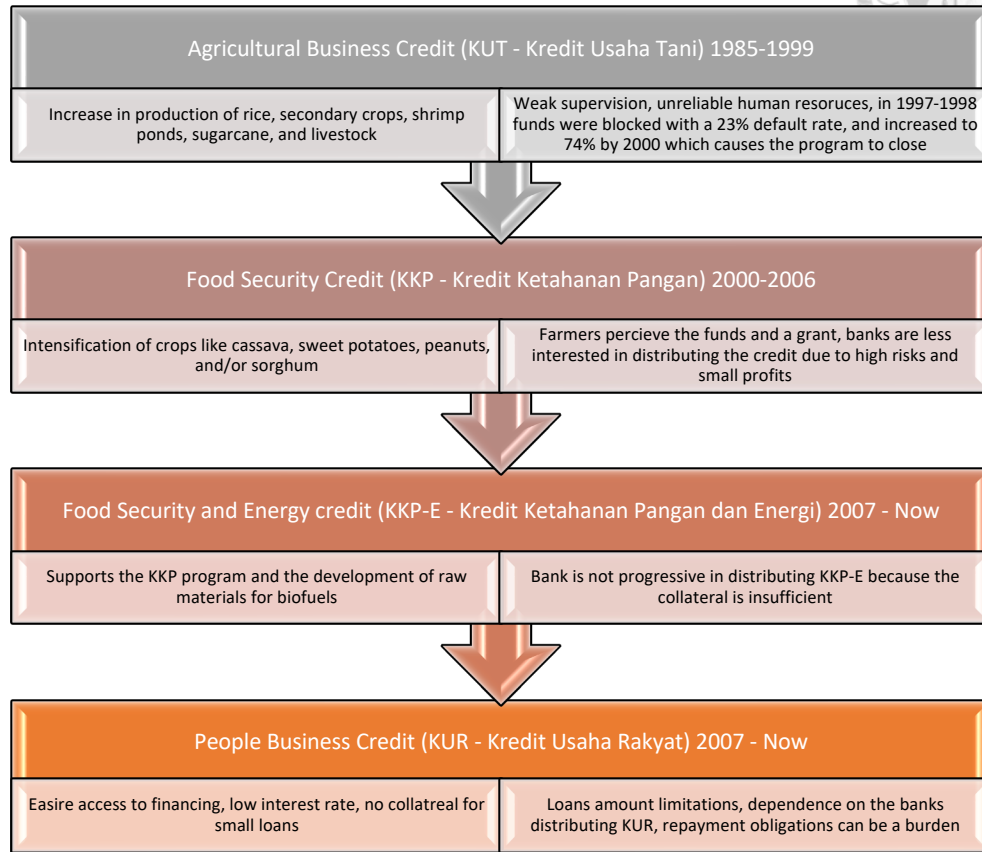 Agricultural Business Credit (KUT - Kredit Usaha Tani) 1985-1999
Increase in production of rice, secondary crops, shrimp
ponds, sugarcane, and livestock
Weak supervision, unreliable human resoruces, in 1997-1998
funds were blocked with a 23% default rate, and increased to
74% by 2000 which causes the program to close
Food Security Credit (KKP - Kredit Ketahanan Pangan) 2000-2006
Intensification of crops like cassava, sweet potatoes, peanuts,
and/or sorghum
Farmers percieve the funds and a grant, banks are less
interested in distributing the credit due to high risks and
small profits
Food Security and Energy credit (KKP-E - Kredit Ketahanan Pangan dan Energi) 2007 - Now
Supports the KKP program and the development of raw
materials for biofuels
Bank is not progressive in distributing KKP-E because the
collateral is insufficient
People Business Credit (KUR - Kredit Usaha Rakyat) 2007 - Now
Easire access to financing, low interest rate, no collatreal for
small loans
Loans amount limitations, dependence on the banks
distributing KUR, repayment obligations can be a burden